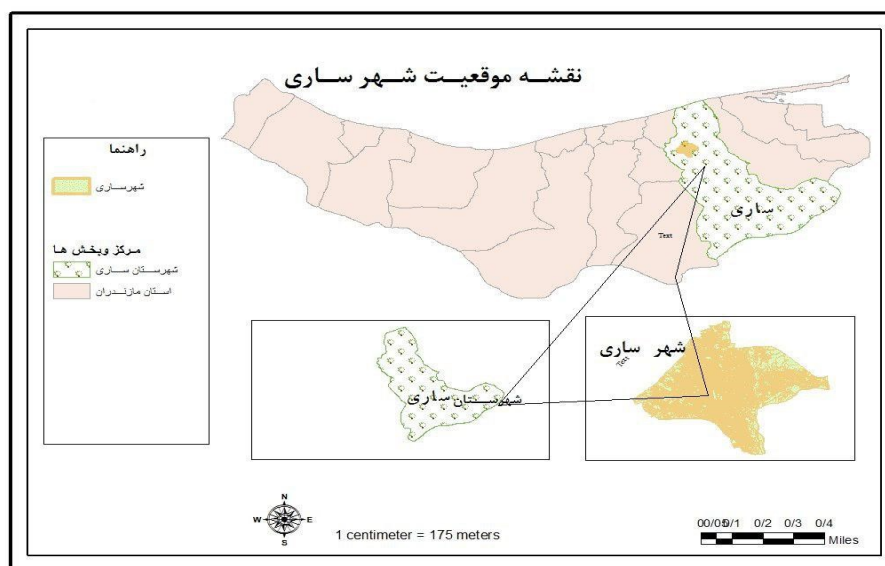 نقشه موقعیت شهر ساری
راهنما
شهرساری
مرکز وبخش ها
شهرستان ساری
استان مازندران
ساری
Text
شهر ساری
Text
شهرستان ساری
N
W E
S
1 centimeter = 175 meters
00/05 0/1 0/2 0/3 0/4
Miles